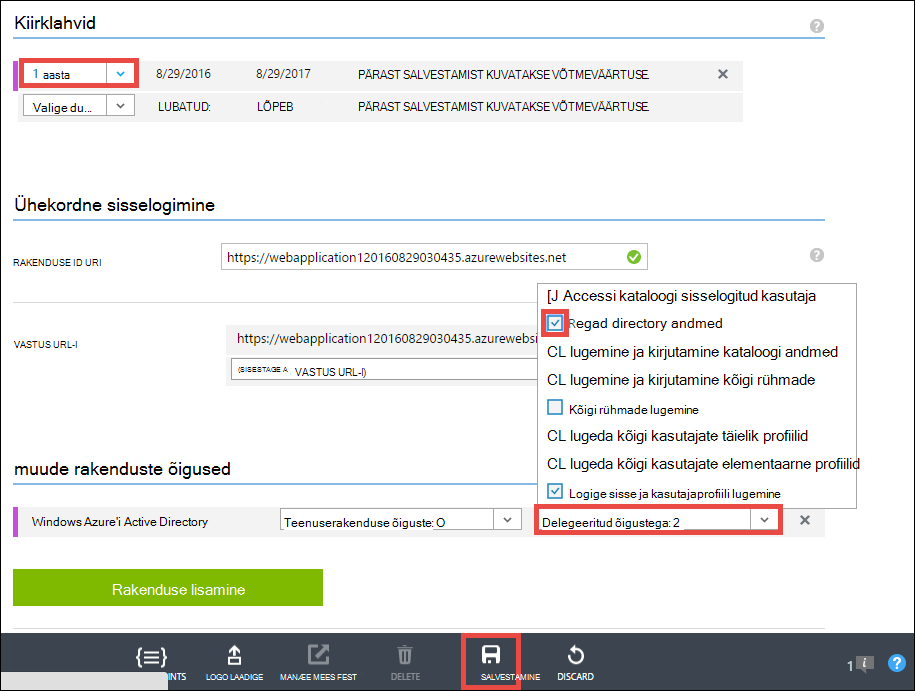 Kiirklahvid
?
1 aasta 8/29/2016 8/29/2017 PÄRAST SALVESTAMIST KUVATAKSE VÕTMEVÄÄRTUSE.
Valige du... LUBATUD: LÕPEB PÄRAST SALVESTAMIST KUVATAKSE VÕTMEVÄÄRTUSE.
Ühekordne sisselogimine
RAKENDUSE ID URI https://webapplication120160829030435.azurewebsites.net ?
[J Accessi kataloogi sisselogitud kasutaja
Regad directory andmed
VASTUS URL-I https://webapplication120160829030435.azurewebsi
CL lugemine ja kirjutamine kataloogi andmed
(SISESTAGE A VASTUS URL-I)
CL lugemine ja kirjutamine kõigi rühmade
Kõigi rühmade lugemine
CL lugeda kõigi kasutajate täielik profiilid
CL lugeda kõigi kasutajate elementaarne profiilid
Logige sisse ja kasutajaprofiili lugemine
muude rakenduste õigused
Windows Azure'i Active Directory Teenuserakenduse õiguste: O Delegeeritud õigustega: 2
Rakenduse lisamine
INTS LOGO LAADIGE MANÆE MEES FEST DELETE SALVESTAMINE DISCARD 1 i ?